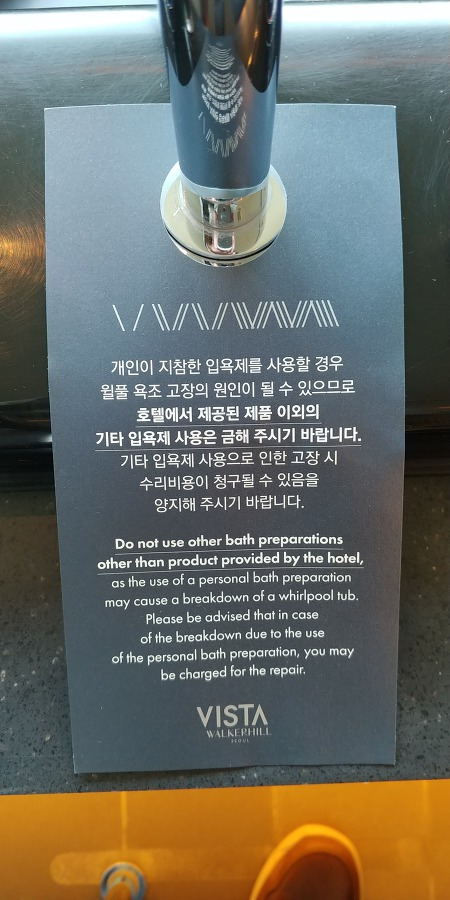 개인이 지참한 입욕제를 사용할 경우
월풀 욕조 고장의 원인이 될 수 있으므로
호텔에서 제공된 제품 이외의
기타 입욕제 사용은 금해 주시기 바랍니다.
기타 입욕제 사용으로 인한 고장 시
수리비용이 청구될 수 있음을
양지해 주시기 바랍니다.
Do not use other bath preparations
other than product provided by the hotel,
as the use of a personal bath preparation
may cause a breakdown of a whirlpool tub.
Please be advised that in case
of the breakdown due to the use
of the personal bath preparation, you may
be charged for the repair.
VISTA
WALKERHILL
SEOUL